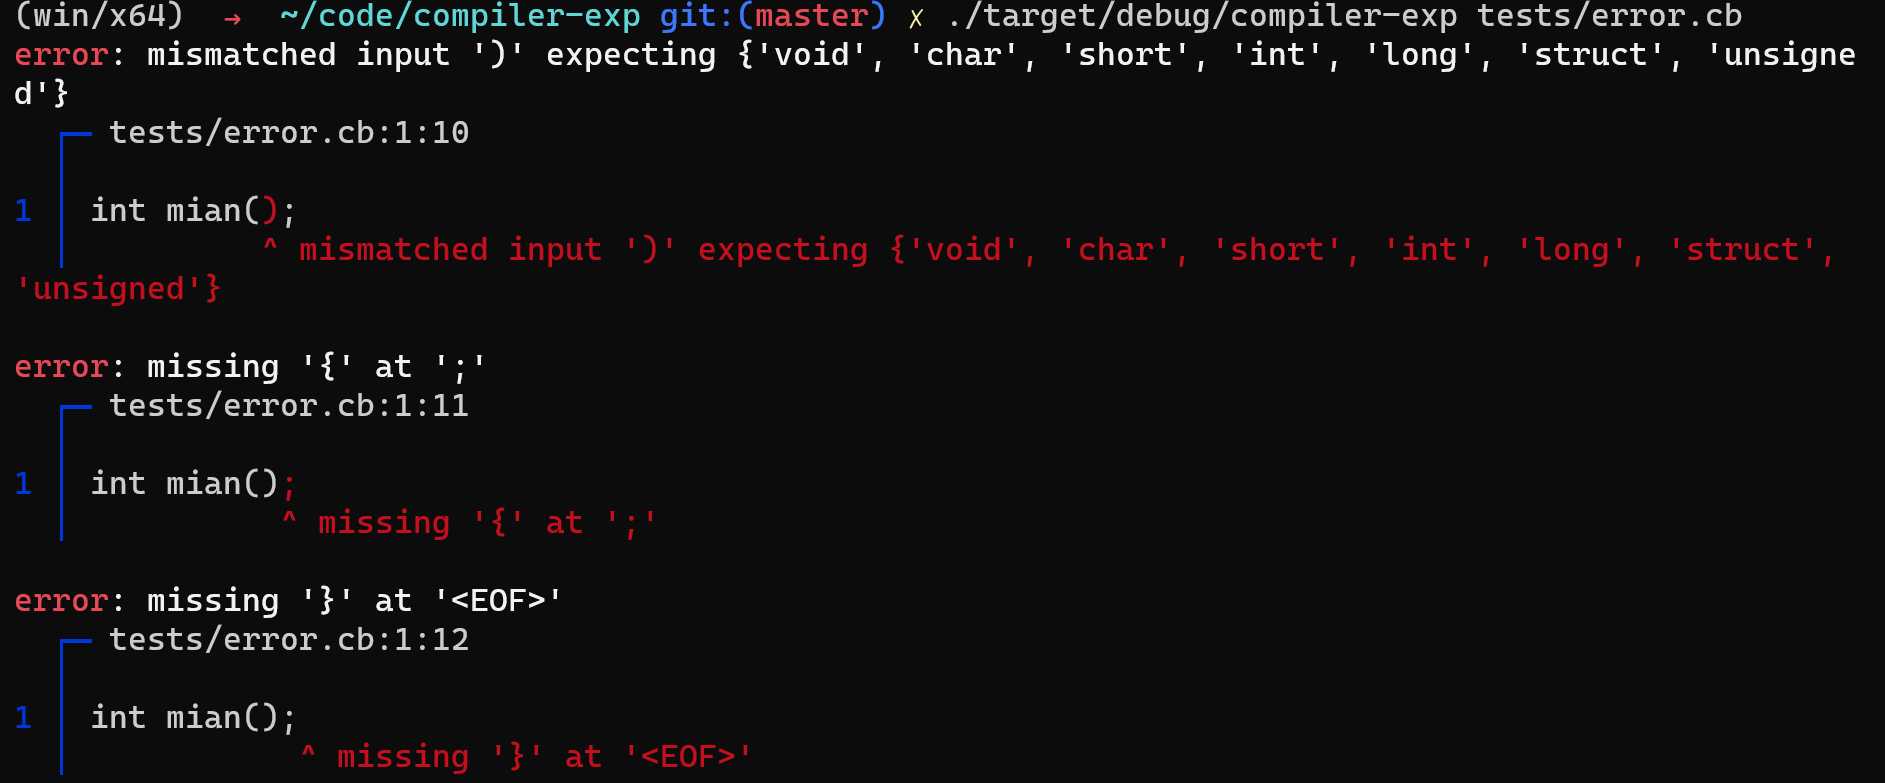 (win/x64) → ~/code/compiler-exp git:(master) ✗ ./target/debug/compiler-exp tests/error.cb
error: mismatched input ')' expecting {'void', 'char', 'short', 'int', 'long', 'struct', 'unsigne
d'}
tests/error.cb:1:10
1 int mian();
^ mismatched input ')' expecting {'void', 'char', 'short', 'int', 'long', 'struct',
'unsigned'}
error: missing '{' at ';'
tests/error.cb:1:11
1 int mian();
^ missing '{' at ';'
error: missing '}' at '<EOF>'
tests/error.cb:1:12
1 int mian();
^ missing '}' at '<EOF>'